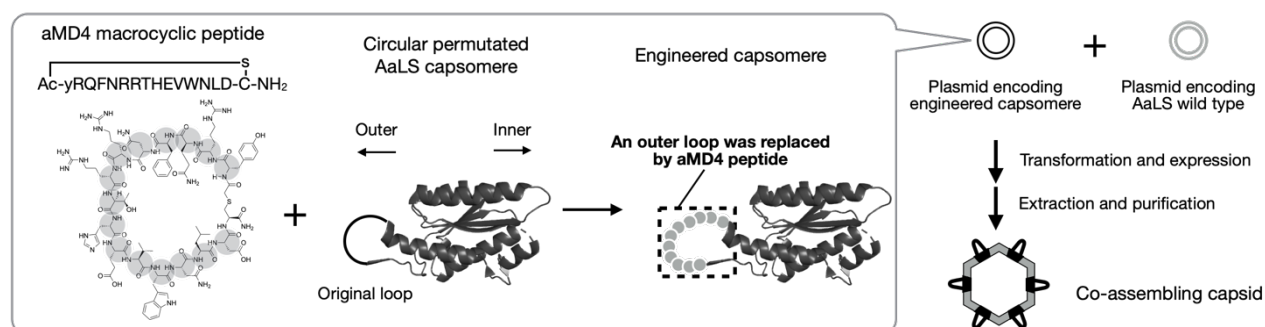 aMD4 macrocyclic peptide
S
Ac-yRQFNRRTHEVWNLD-C-NH₂
Circular permutated
AaLS capsomere
Outer
Inner
Original loop
+
Engineered capsomere
An outer loop was replaced
by aMD4 peptide
+
Plasmid encoding
engineered capsomere
Plasmid encoding
AaLS wild type
Transformation and expression
Extraction and purification
Co-assembling capsid